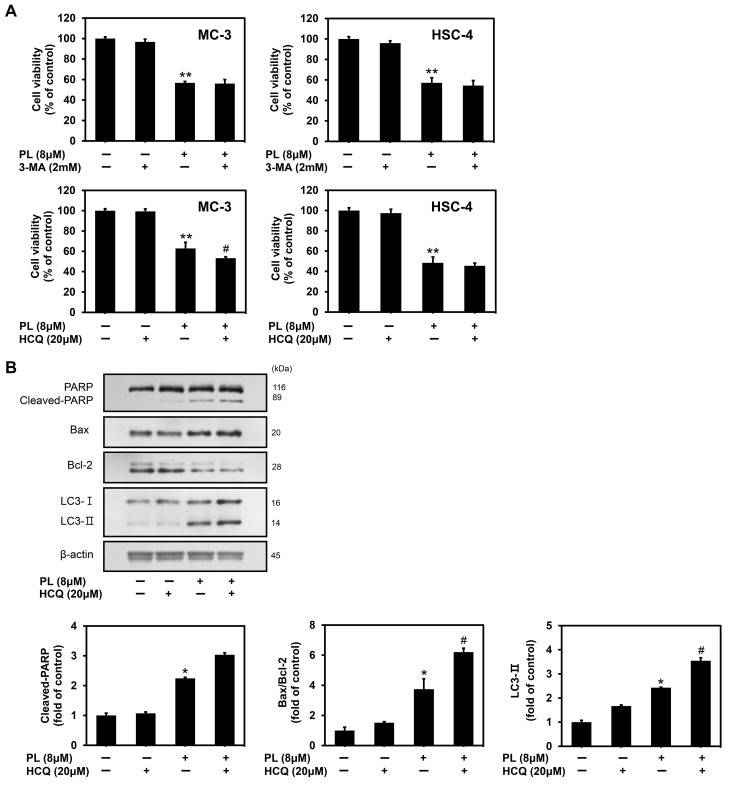 A
MC-3
Cell viability
(% of control)
120
100
80
60
40
20
0
**
PL (8μM) – – + +
3-MA (2mM) – + – +
HSC-4
Cell viability
(% of control)
120
100
80
60
40
20
0
**
PL (8μM) – – + +
3-MA (2mM) – + – +
MC-3
Cell viability
(% of control)
120
100
80
60
40
20
0
**
#
PL (8μM) – – + +
HCQ (20μM) – + – +
HSC-4
Cell viability
(% of control)
120
100
80
60
40
20
0
**
PL (8μM) – – + +
HCQ (20μM) – + – +
B
(kDa)
PARP 116
Cleaved-PARP 89
Bax 20
Bcl-2 28
LC3-Ⅰ 16
LC3-Ⅱ 14
β-actin 45
PL (8μM) – – + +
HCQ (20μM) – + – +
Cleaved-PARP
(fold of control)
4
3
2
1
0
*
PL (8μM) – – + +
HCQ (20μM) – + – +
Bax/Bcl-2
(fold of control)
8
6
4
2
0
*
#
PL (8μM) – – + +
HCQ (20μM) – + – +
LC3-Ⅱ
(fold of control)
5
4
3
2
1
0
*
#
PL (8μM) – – + +
HCQ (20μM) – + – +